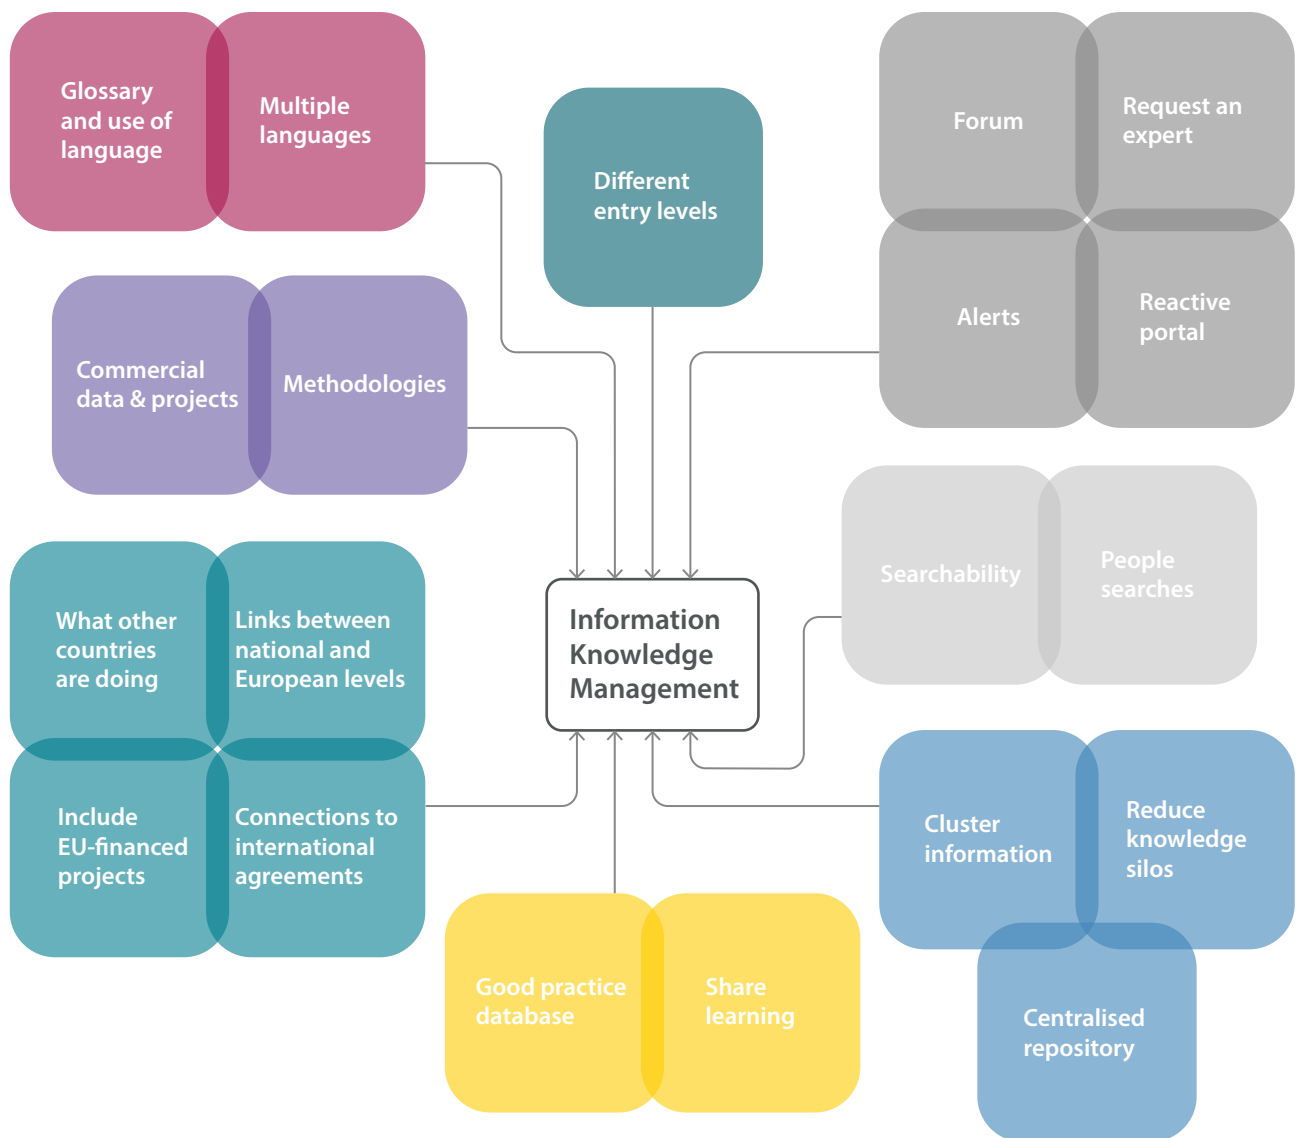 Glossary
and use of
language
Multiple
languages
Different
entry levels
Forum
Request an
expert
Alerts
Reactive
portal
Commercial
data & projects
Methodologies
Searchability
People
searches
What other
countries
are doing
Links between
national and
European levels
Include
EU-financed
projects
Connections to
international
agreements
Information
Knowledge
Management
Cluster
information
Reduce
knowledge
silos
Centralised
repository
Good practice
database
Share
learning